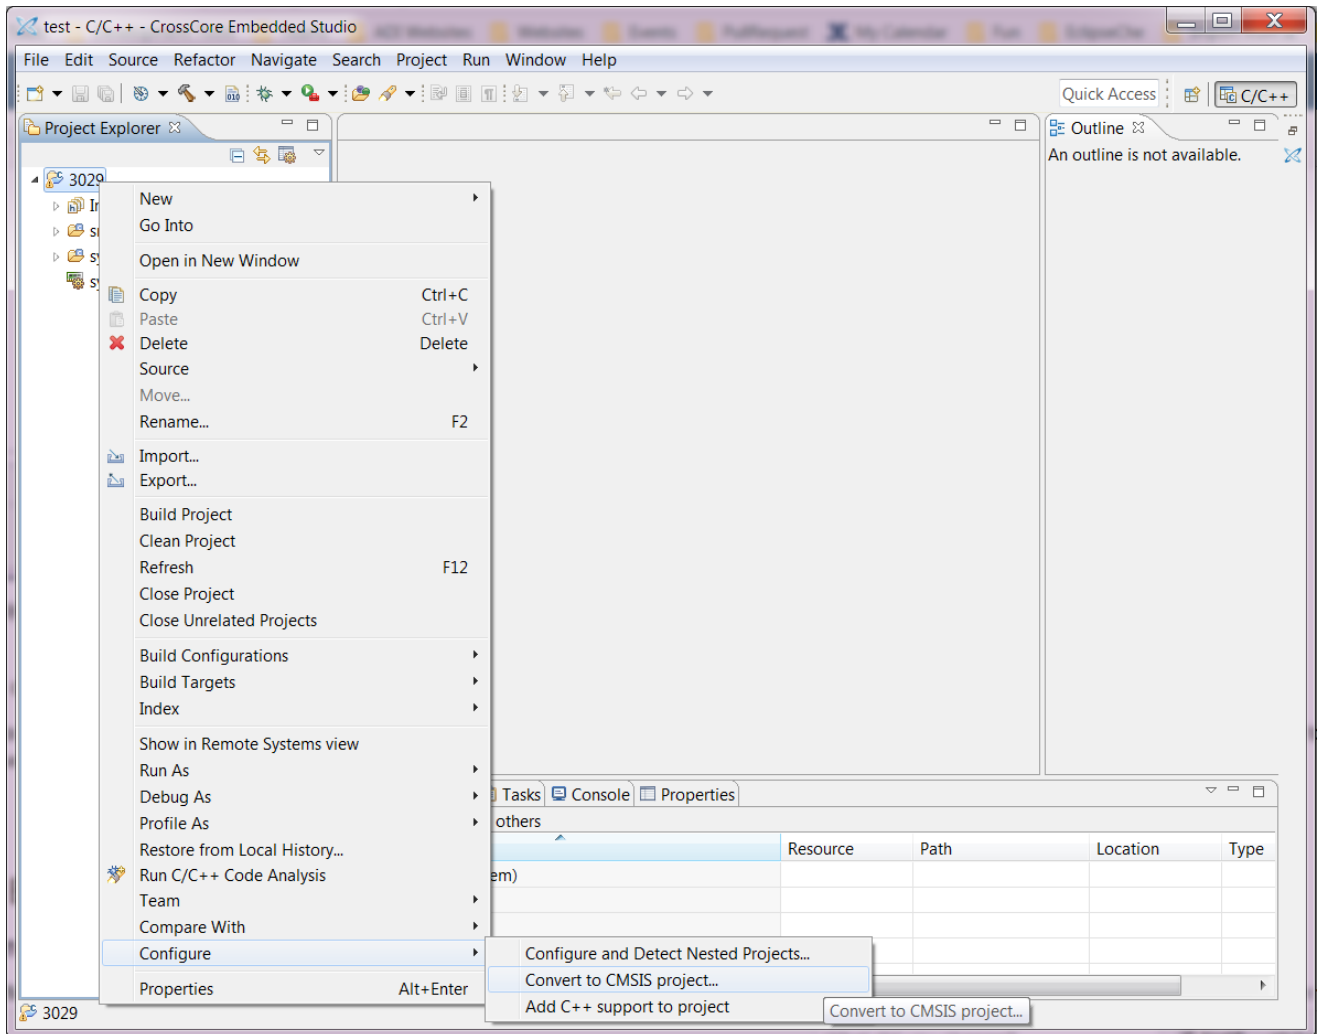 test - C/C++ - CrossCore Embedded Studio
File Edit Source Refactor Navigate Search Project Run Window Help
Quick Access
C/C++
Project Explorer
Outline
An outline is not available.
3029
New
Go Into
Open in New Window
Copy Ctrl+C
Paste Ctrl+V
Delete Delete
Source
Move...
Rename... F2
Import...
Export...
Build Project
Clean Project
Refresh F12
Close Project
Close Unrelated Projects
Build Configurations
Build Targets
Index
Show in Remote Systems view
Run As
Debug As
Profile As
Restore from Local History...
Run C/C++ Code Analysis
Team
Compare With
Configure
Properties Alt+Enter
Tasks Console Properties
others
Resource Path Location Type
em)
Configure and Detect Nested Projects...
Convert to CMSIS project...
Add C++ support to project
Convert to CMSIS project...
3029